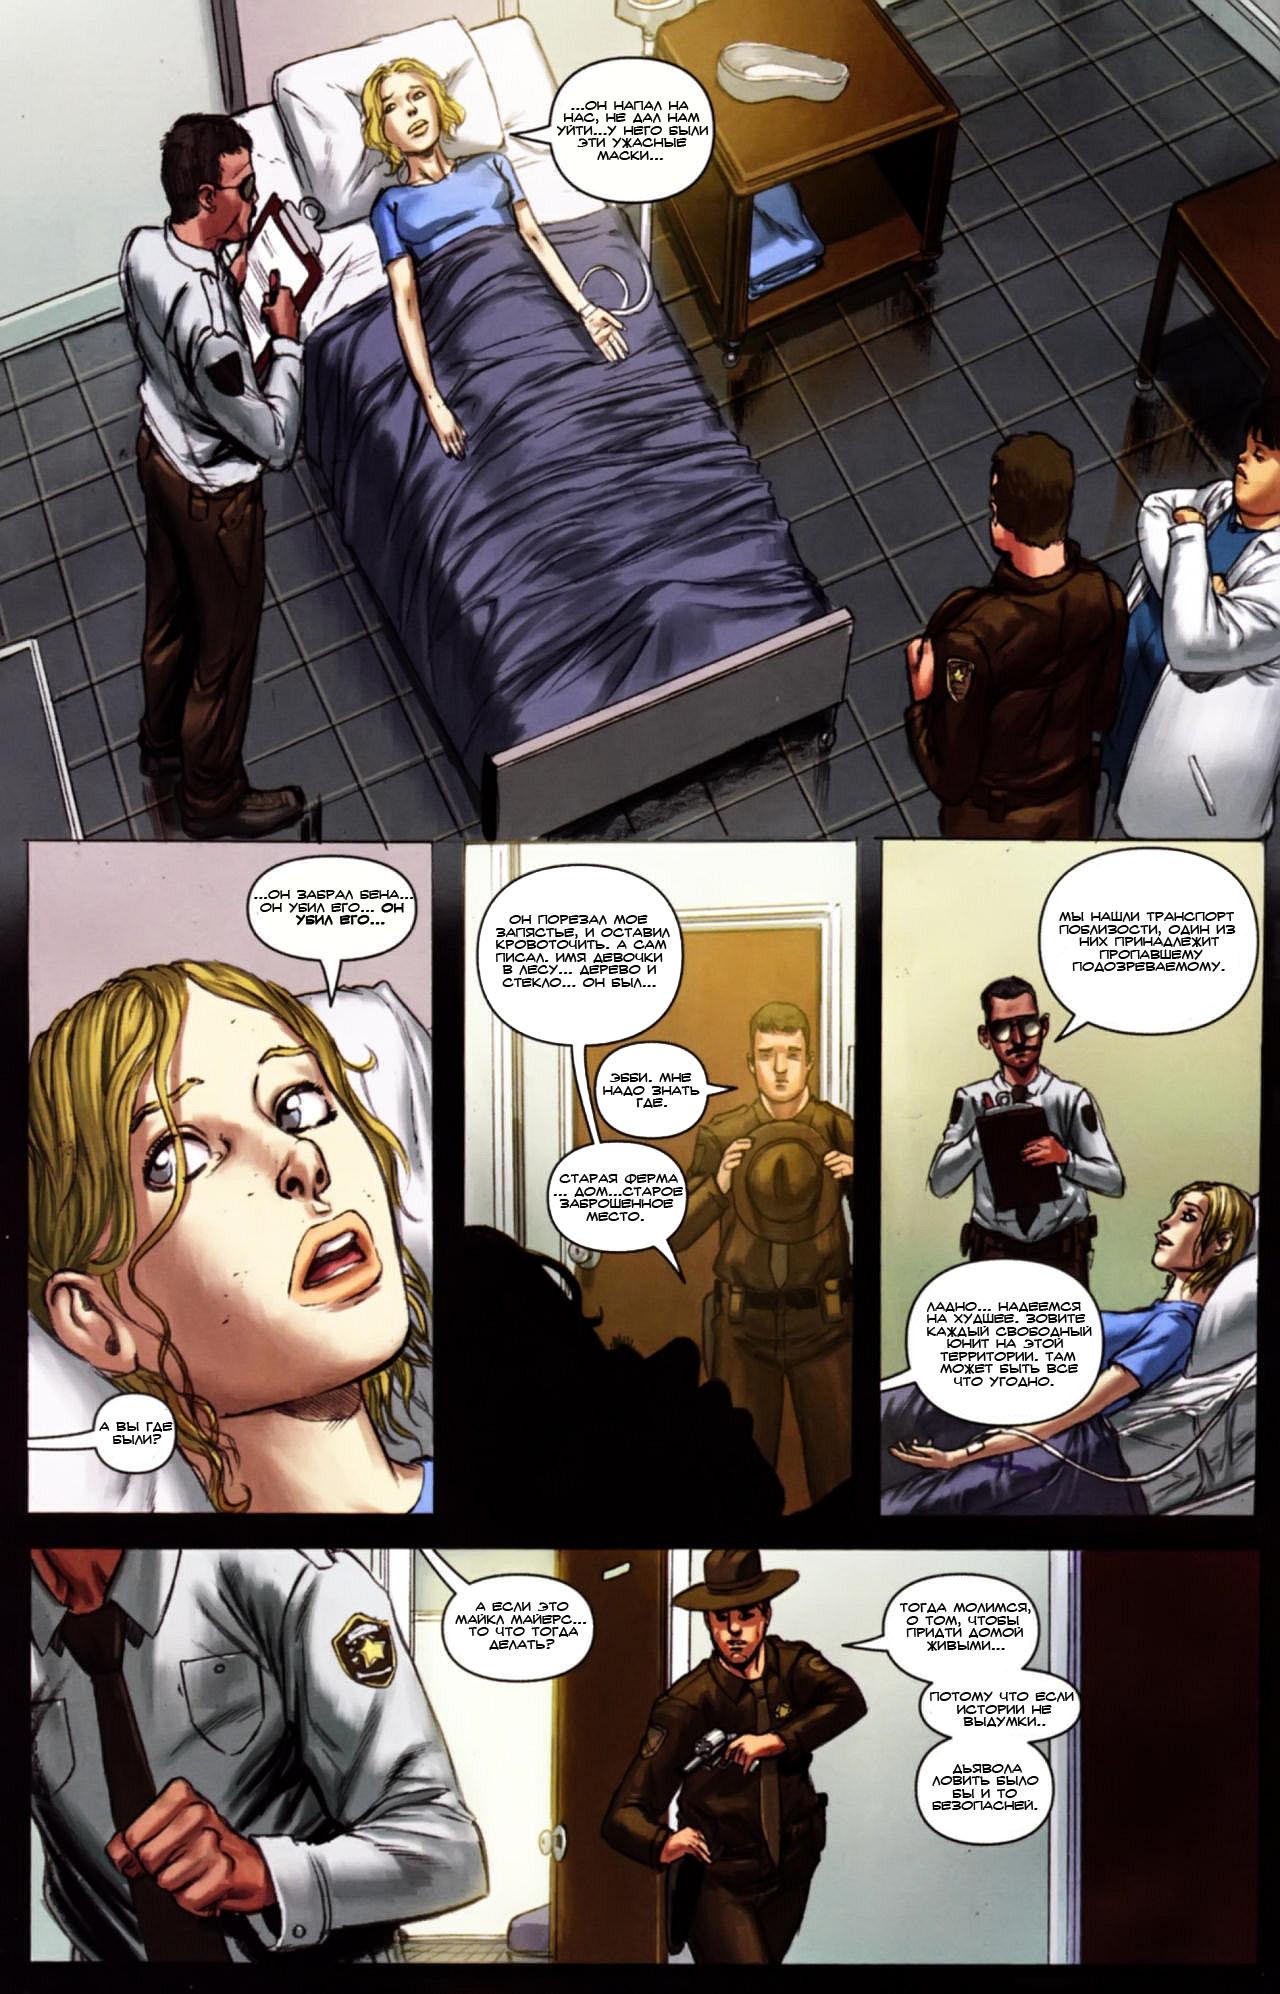 ...ОН НАПАЛ НА
НАС, НЕ ДАЛ НАМ
УЙТИ...У НЕГО БЫЛИ
ЭТИ УЖАСНЫЕ
МАСКИ...
...ОН ЗАБРАЛ БЕНА...
ОН УБИЛ ЕГО... ОН
УБИЛ ЕГО...
А ВЫ ГДЕ
БЫЛИ?
ОН ПОРЕЗАЛ МОЕ
ЗАПЯСТЬЕ, И ОСТАВИЛ
КРОВОТОЧИТЬ. А САМ
ПИСАЛ. ИМЯ ДЕВОЧКИ
В ЛЕСУ... ДЕРЕВО И
СТЕКЛО... ОН БЫЛ...
ЭББИ. МНЕ
НАДО ЗНАТЬ
ГДЕ.
СТАРАЯ ФЕРМА
... ДОМ...СТАРОЕ
ЗАБРОШЕННОЕ
МЕСТО.
МЫ НАШЛИ ТРАНСПОРТ
ПОБЛИЗОСТИ, ОДИН ИЗ
НИХ ПРИНАДЛЕЖИТ
ПРОПАВШЕМУ
ПОДОЗРЕВАЕМОМУ.
ЛАДНО... НАДЕЕМСЯ
НА ХУДШЕЕ. ЗОВИТЕ
КАЖДЫЙ СВОБОДНЫЙ
ЮНИТ НА ЭТОЙ
ТЕРРИТОРИИ. ТАМ
МОЖЕТ БЫТЬ ВСЕ
ЧТО УГОДНО.
А ЕСЛИ ЭТО
МАЙКЛ МАЙЕРС...
ТО ЧТО ТОГДА
ДЕЛАТЬ?
ТОГДА МОЛИМСЯ,
О ТОМ, ЧТОБЫ
ПРИДТИ ДОМОЙ
ЖИВЫМИ...
ПОТОМУ ЧТО ЕСЛИ
ИСТОРИИ НЕ
ВЫДУМКИ..
ДЬЯВОЛА
ЛОВИТЬ БЫЛО
БЫ И ТО
БЕЗОПАСНЕЙ.